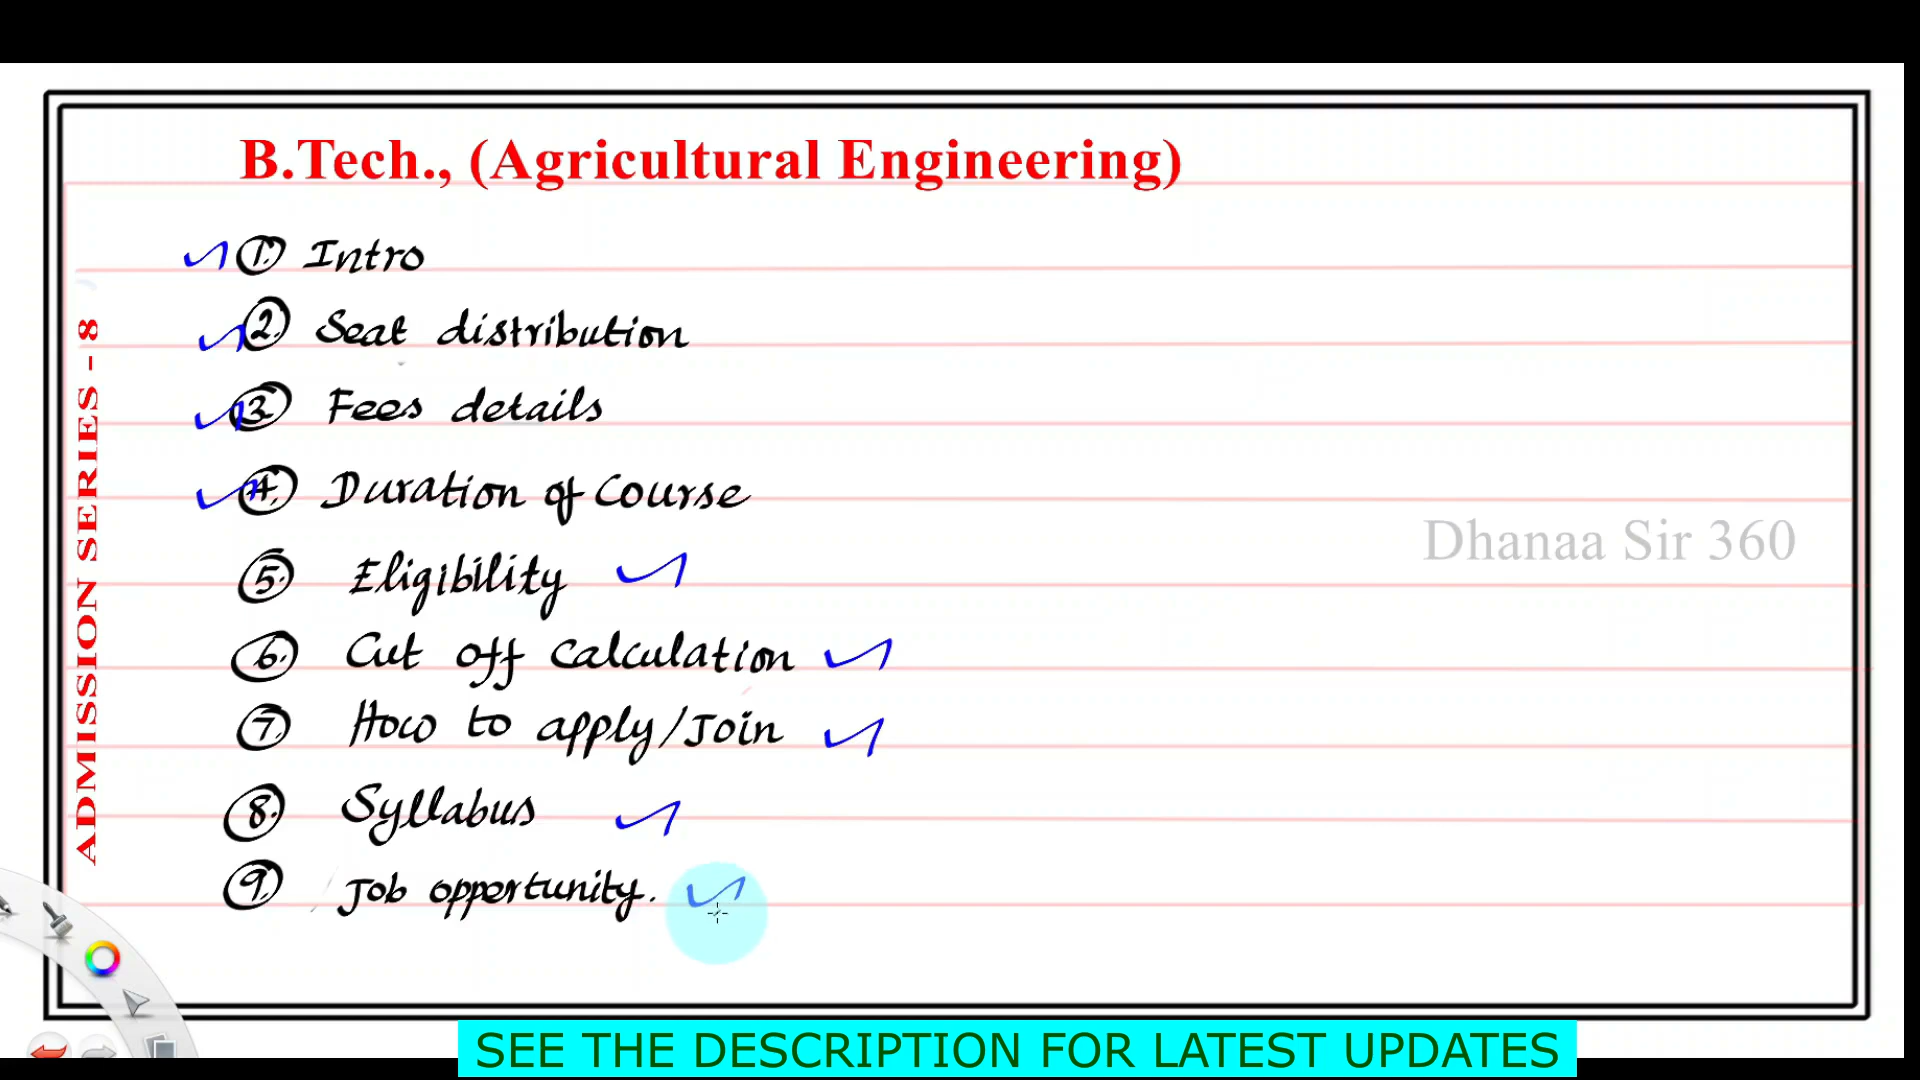 B.Tech., (Agricultural Engineering)
1. Intro
2. Seat distribution
3. Fees details
4. Duration of Course
5. Eligibility
6. Cut off calculation
7. How to apply/Join
8. Syllabus
9. Job opportunity.
ADMISSION SERIES - 8
Dhanaa Sir 360
SEE THE DESCRIPTION FOR LATEST UPDATES